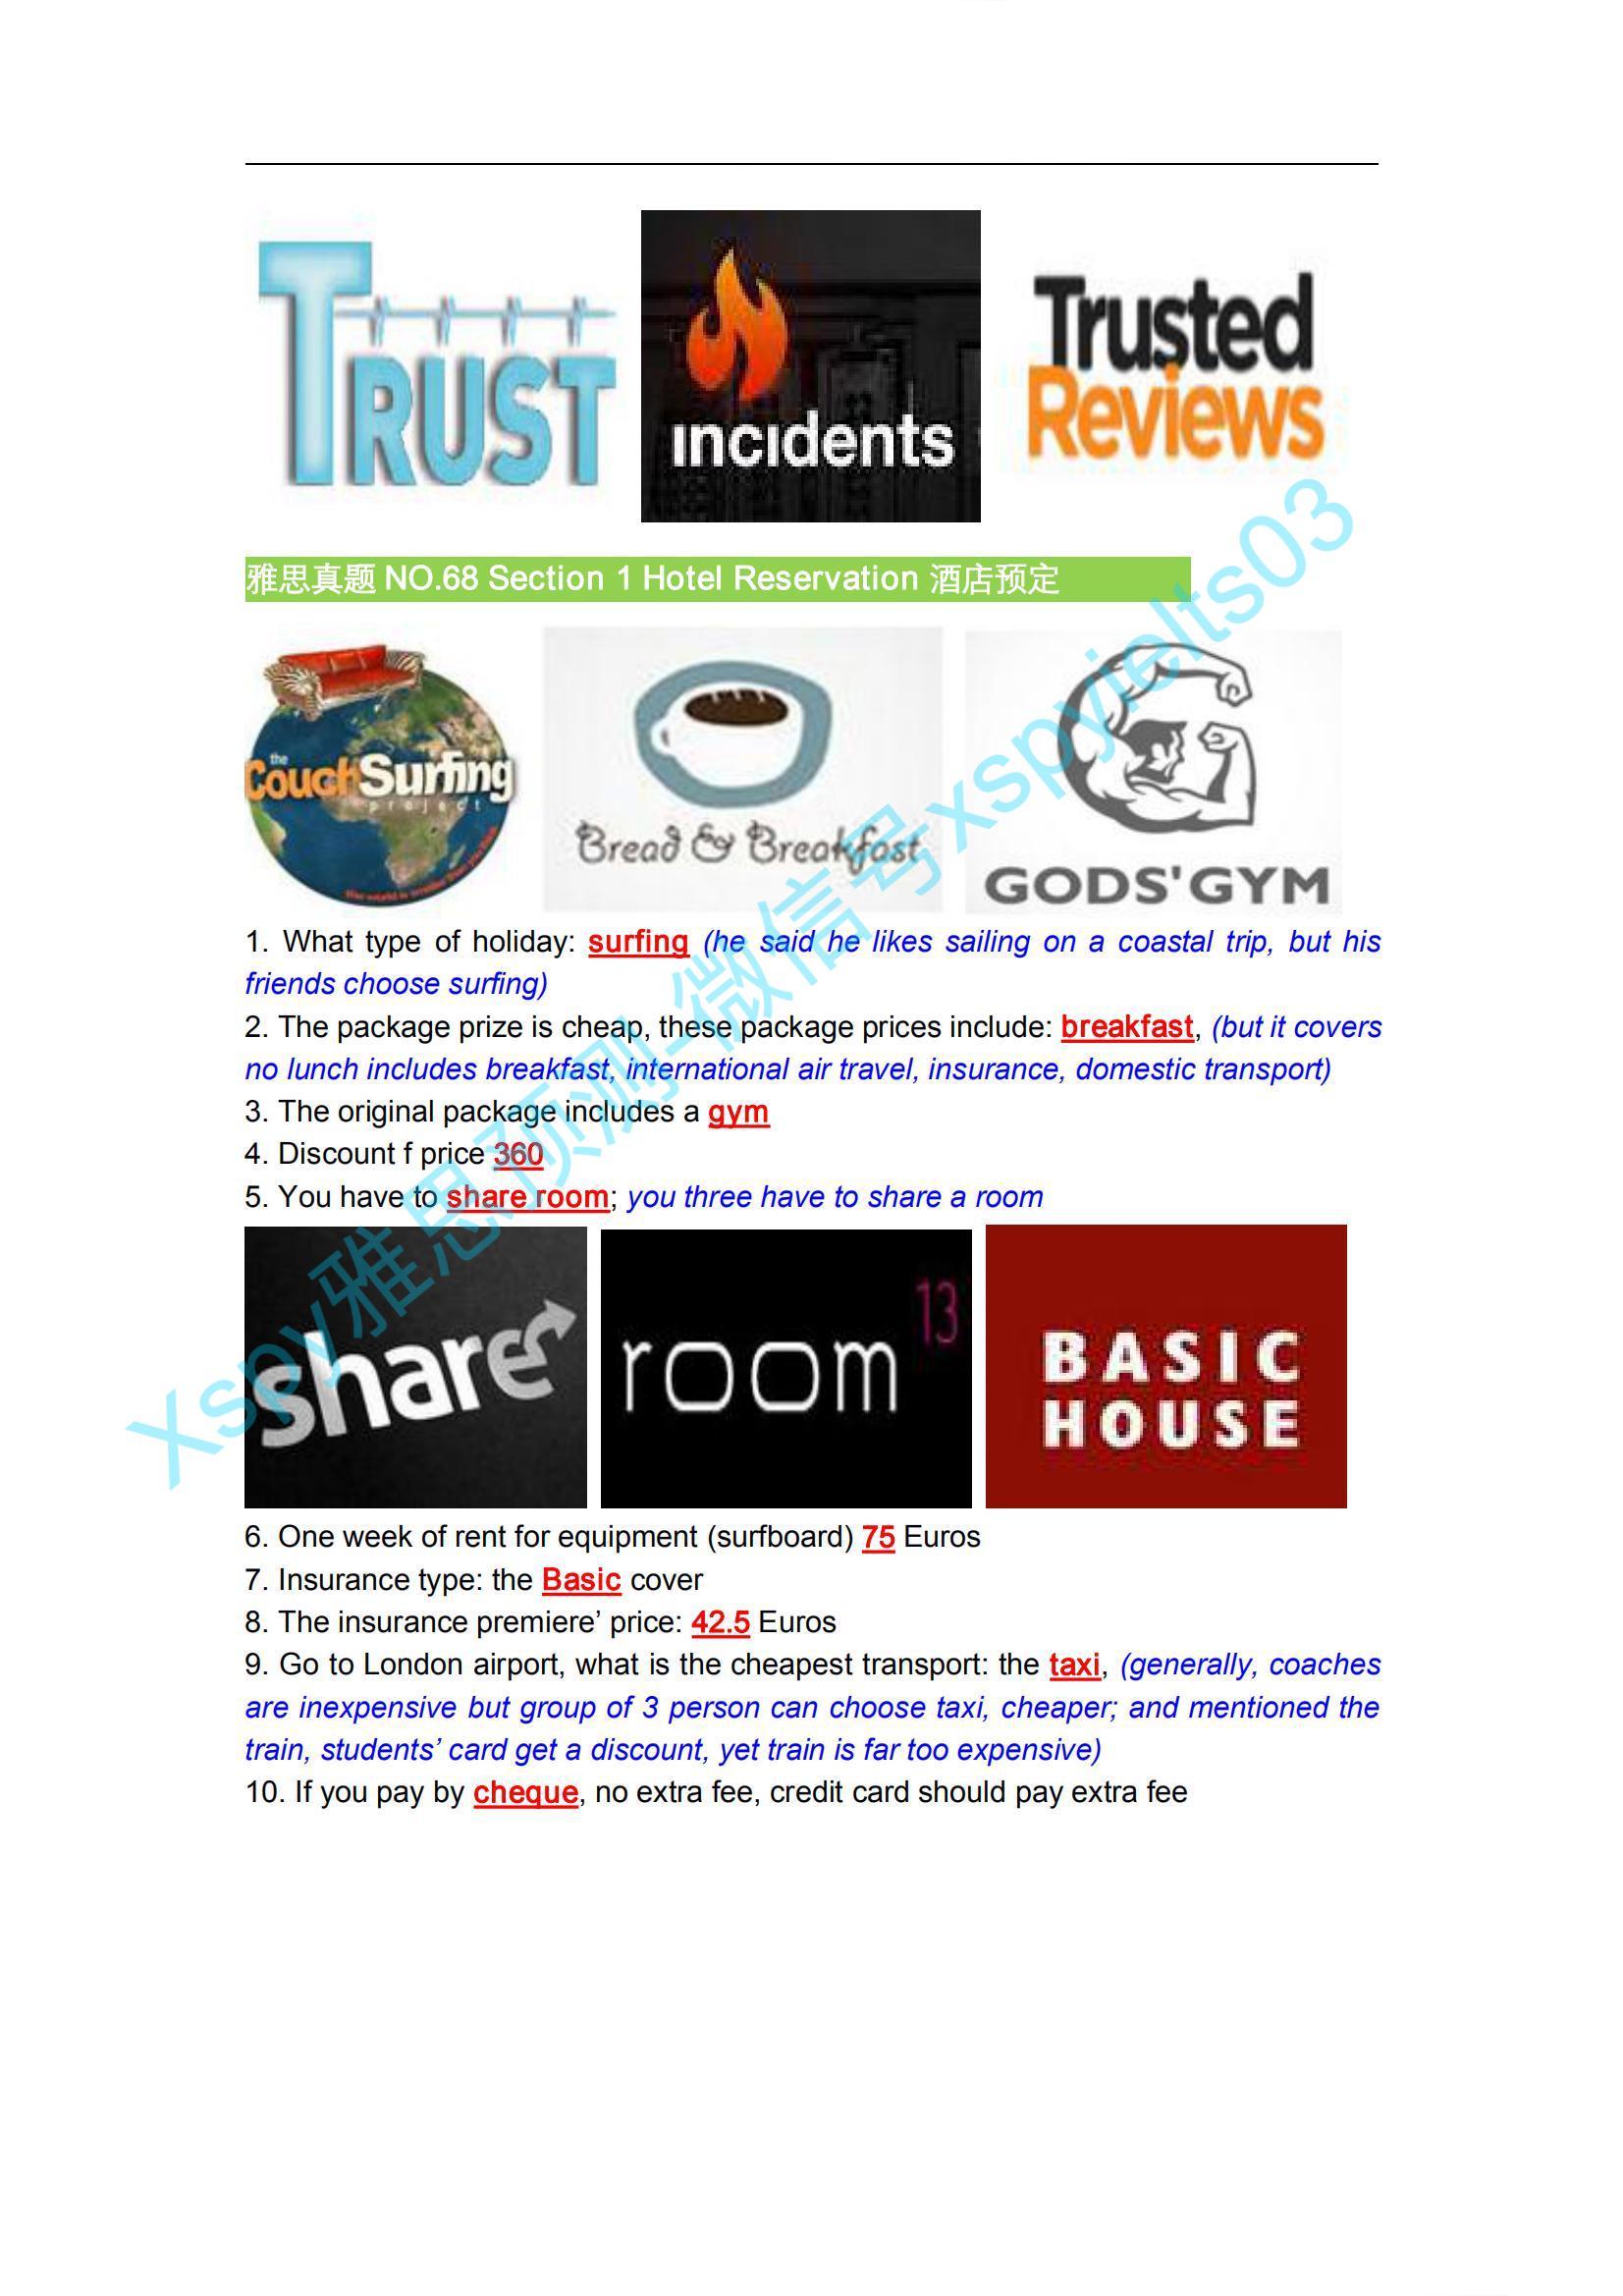 TRUST
incidents
Trusted
Reviews
雅思真题 NO.68 Section 1 Hotel Reservation 酒店预定
the
CouchSurfing
project
Bread & Breakfast
GODS'GYM
1. What type of holiday: surfing (he said he likes sailing on a coastal trip, but his
friends choose surfing)
2. The package prize is cheap, these package prices include: breakfast, (but it covers
no lunch includes breakfast, international air travel, insurance, domestic transport)
3. The original package includes a gym
4. Discount f price 360
5. You have to share room; you three have to share a room
share
room 13
BASIC
HOUSE
6. One week of rent for equipment (surfboard) 75 Euros
7. Insurance type: the Basic cover
8. The insurance premiere’ price: 42.5 Euros
9. Go to London airport, what is the cheapest transport: the taxi, (generally, coaches
are inexpensive but group of 3 person can choose taxi, cheaper; and mentioned the
train, students’ card get a discount, yet train is far too expensive)
10. If you pay by cheque, no extra fee, credit card should pay extra fee
Xspy雅思预测-微信号xspyielts03